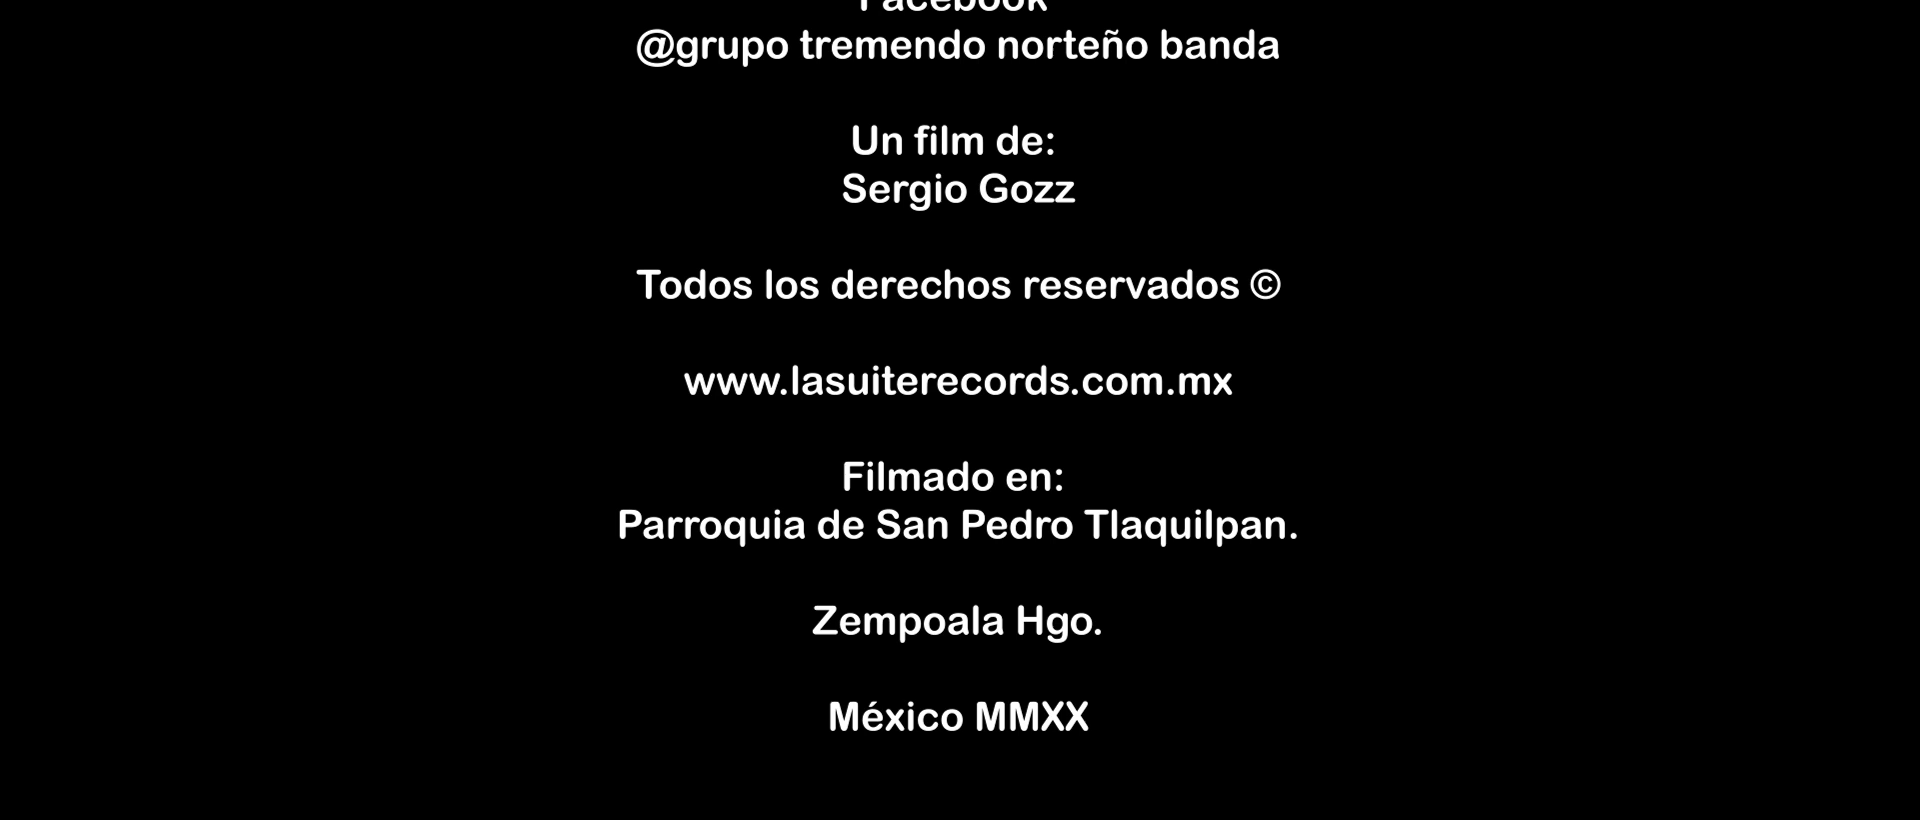 Facebook
@grupo tremendo norteño banda
Un film de:
Sergio Gozz
Todos los derechos reservados ©
www.lasuiterecords.com.mx
Filmado en:
Parroquia de San Pedro Tlaquilpan.
Zempoala Hgo.
México MMXX